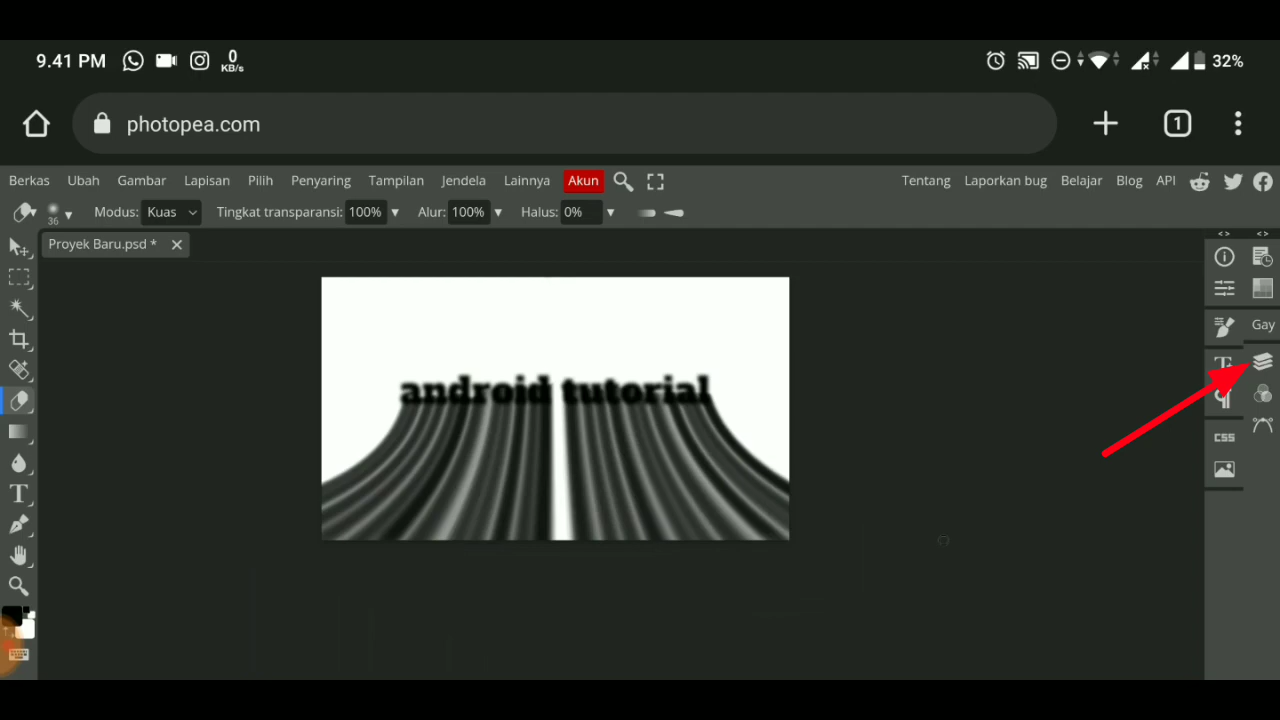 9.41 PM 0 KB/s 32%
photopea.com 1
Berkas Ubah Gambar Lapisan Pilih Penyaring Tampilan Jendela Lainnya Akun Tentang Laporkan bug Belajar Blog API
36 Modus: Kuas Tingkat transparansi: 100% Alur: 100% Halus: 0%
Proyek Baru.psd *
Gay
android tutorial
CSS